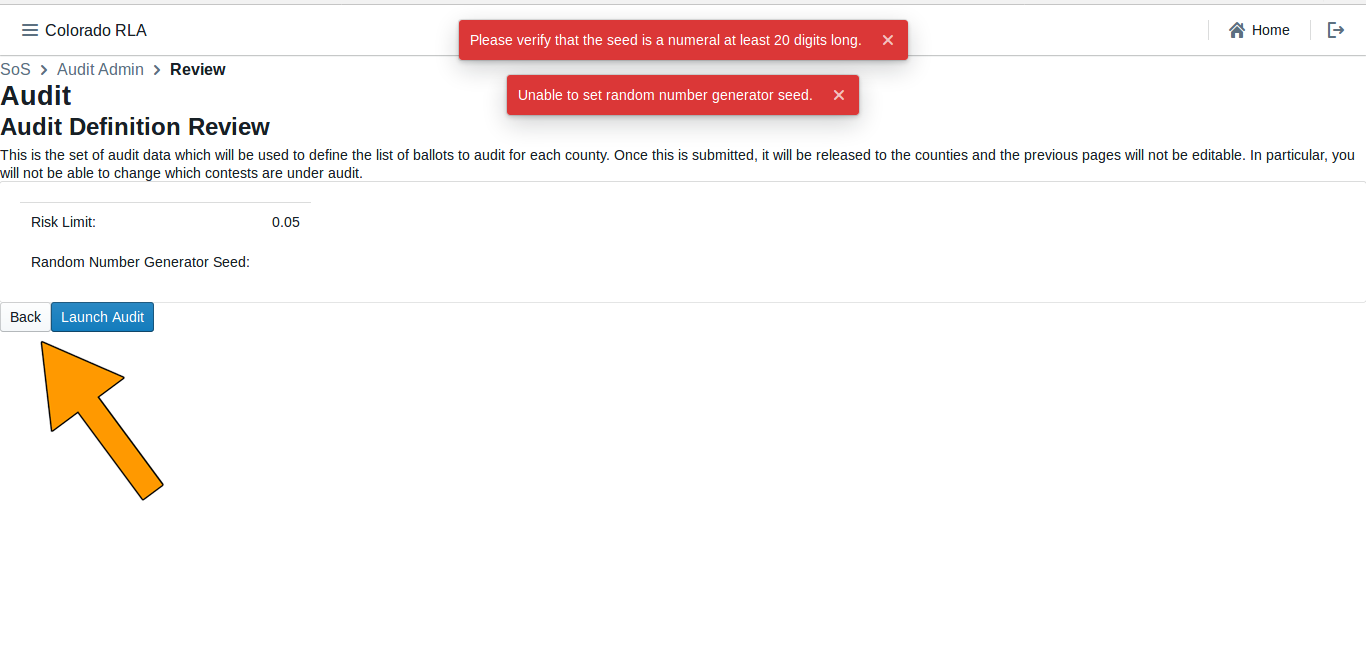 Colorado RLA
Please verify that the seed is a numeral at least 20 digits long.
Home
SoS > Audit Admin > Review
Unable to set random number generator seed.
Audit
Audit Definition Review
This is the set of audit data which will be used to define the list of ballots to audit for each county. Once this is submitted, it will be released to the counties and the previous pages will not be editable. In particular, you
will not be able to change which contests are under audit.
Risk Limit: 0.05
Random Number Generator Seed:
Back Launch Audit